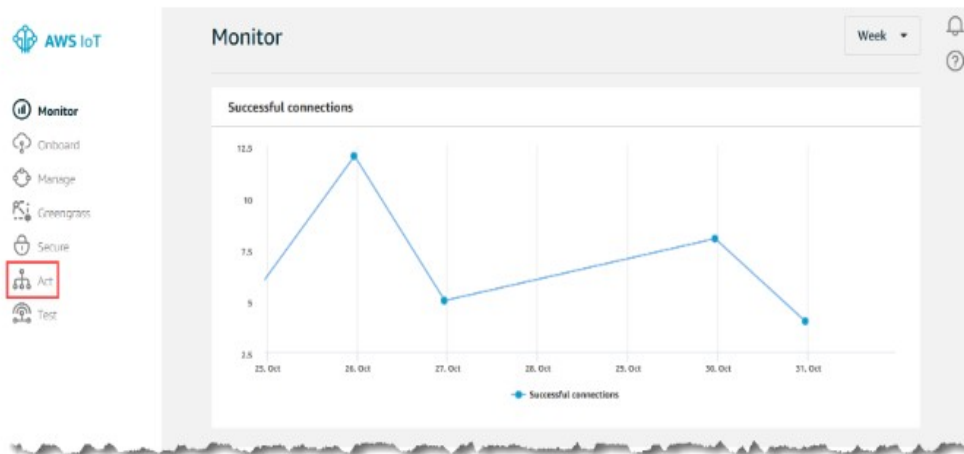 AWS IoT
Monitor
Onboard
Manage
Greengrass
Secure
Act
Test
Monitor
Week
Successful connections
12.5
10
7.5
5
2.5
25. Oct
26. Oct
27. Oct
28. Oct
29. Oct
30. Oct
31. Oct
Successful connections